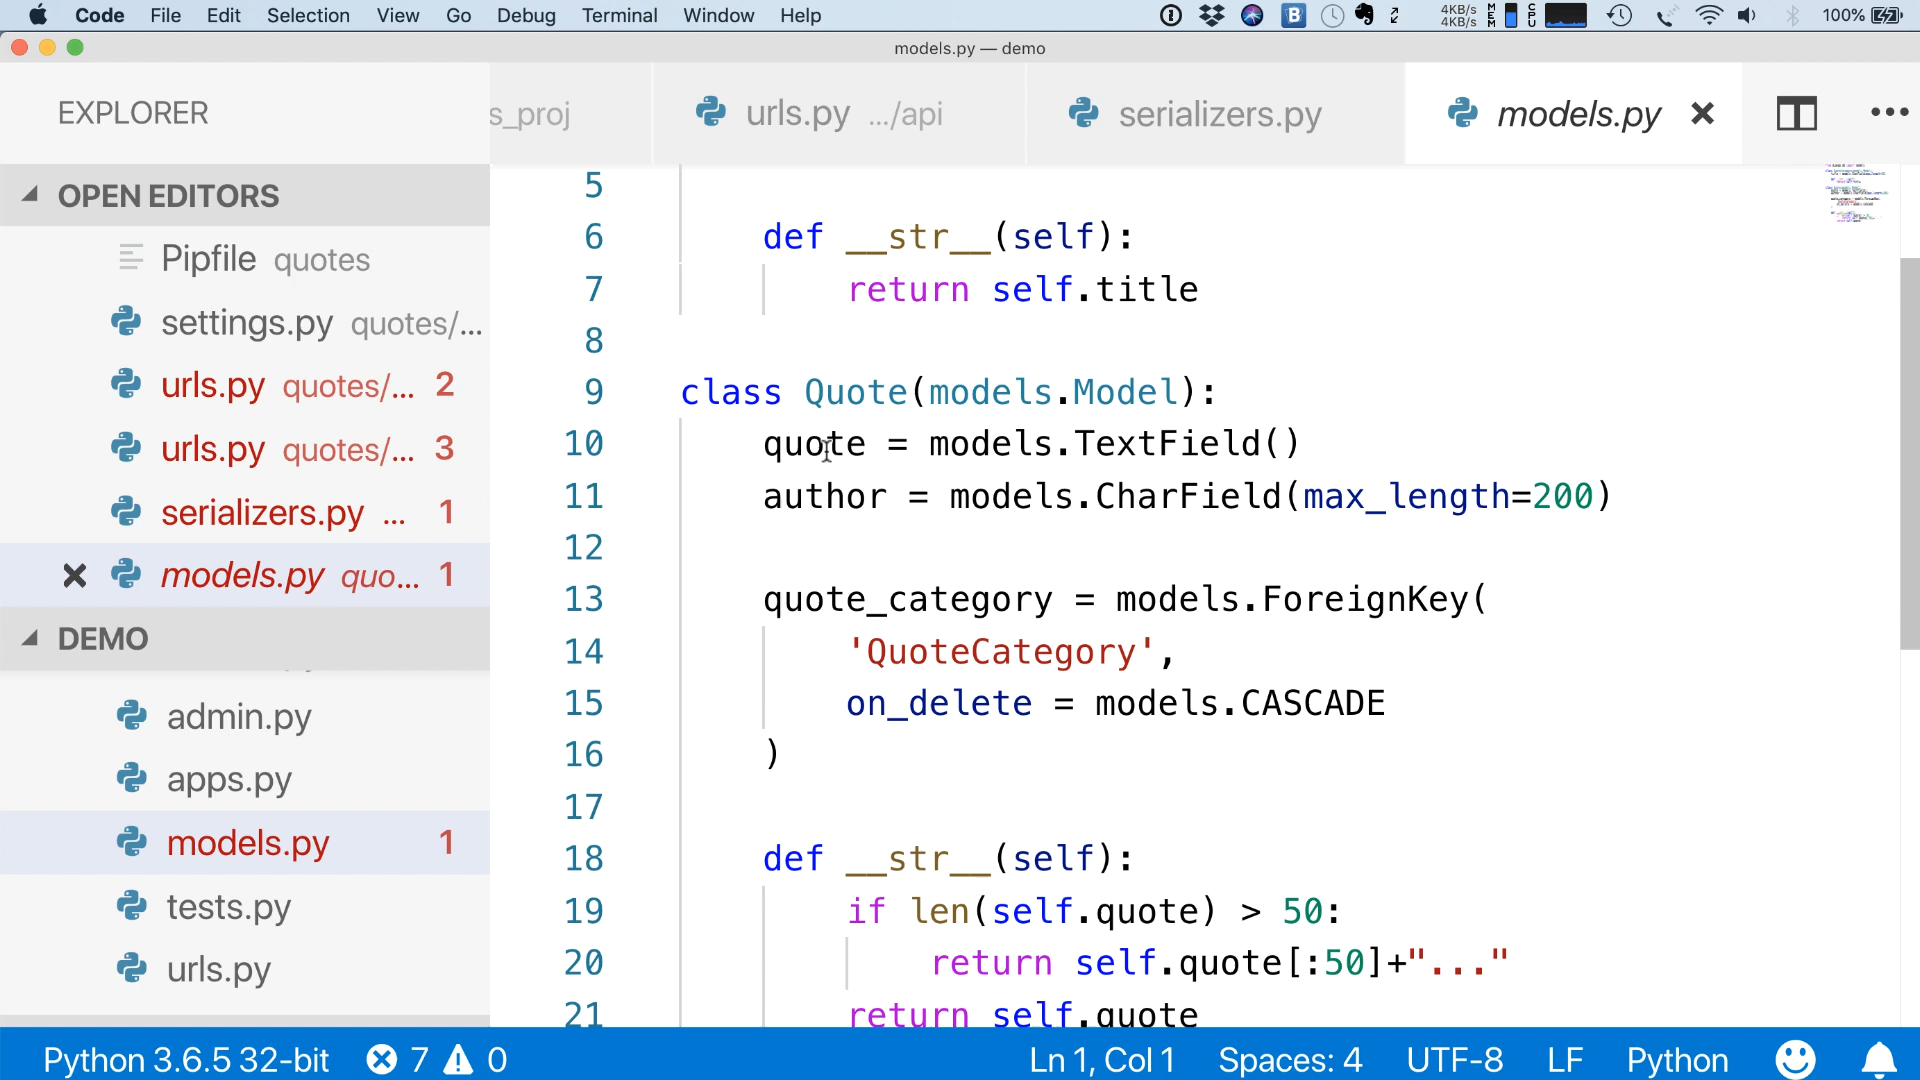 Code File Edit Selection View Go Debug Terminal Window Help 4KB/s 4KB/s MEM CPU 100%
models.py — demo
EXPLORER
s_proj urls.py .../api serializers.py models.py
OPEN EDITORS
Pipfile quotes
settings.py quotes/...
urls.py quotes/... 2
urls.py quotes/... 3
serializers.py ... 1
models.py quo... 1
DEMO
admin.py
apps.py
models.py 1
tests.py
urls.py
5
6 def __str__(self):
7 return self.title
8
9 class Quote(models.Model):
10 quote = models.TextField()
11 author = models.CharField(max_length=200)
12
13 quote_category = models.ForeignKey(
14 'QuoteCategory',
15 on_delete = models.CASCADE
16 )
17
18 def __str__(self):
19 if len(self.quote) > 50:
20 return self.quote[:50]+"..."
21 return self.quote
Python 3.6.5 32-bit 7 0 Ln 1, Col 1 Spaces: 4 UTF-8 LF Python